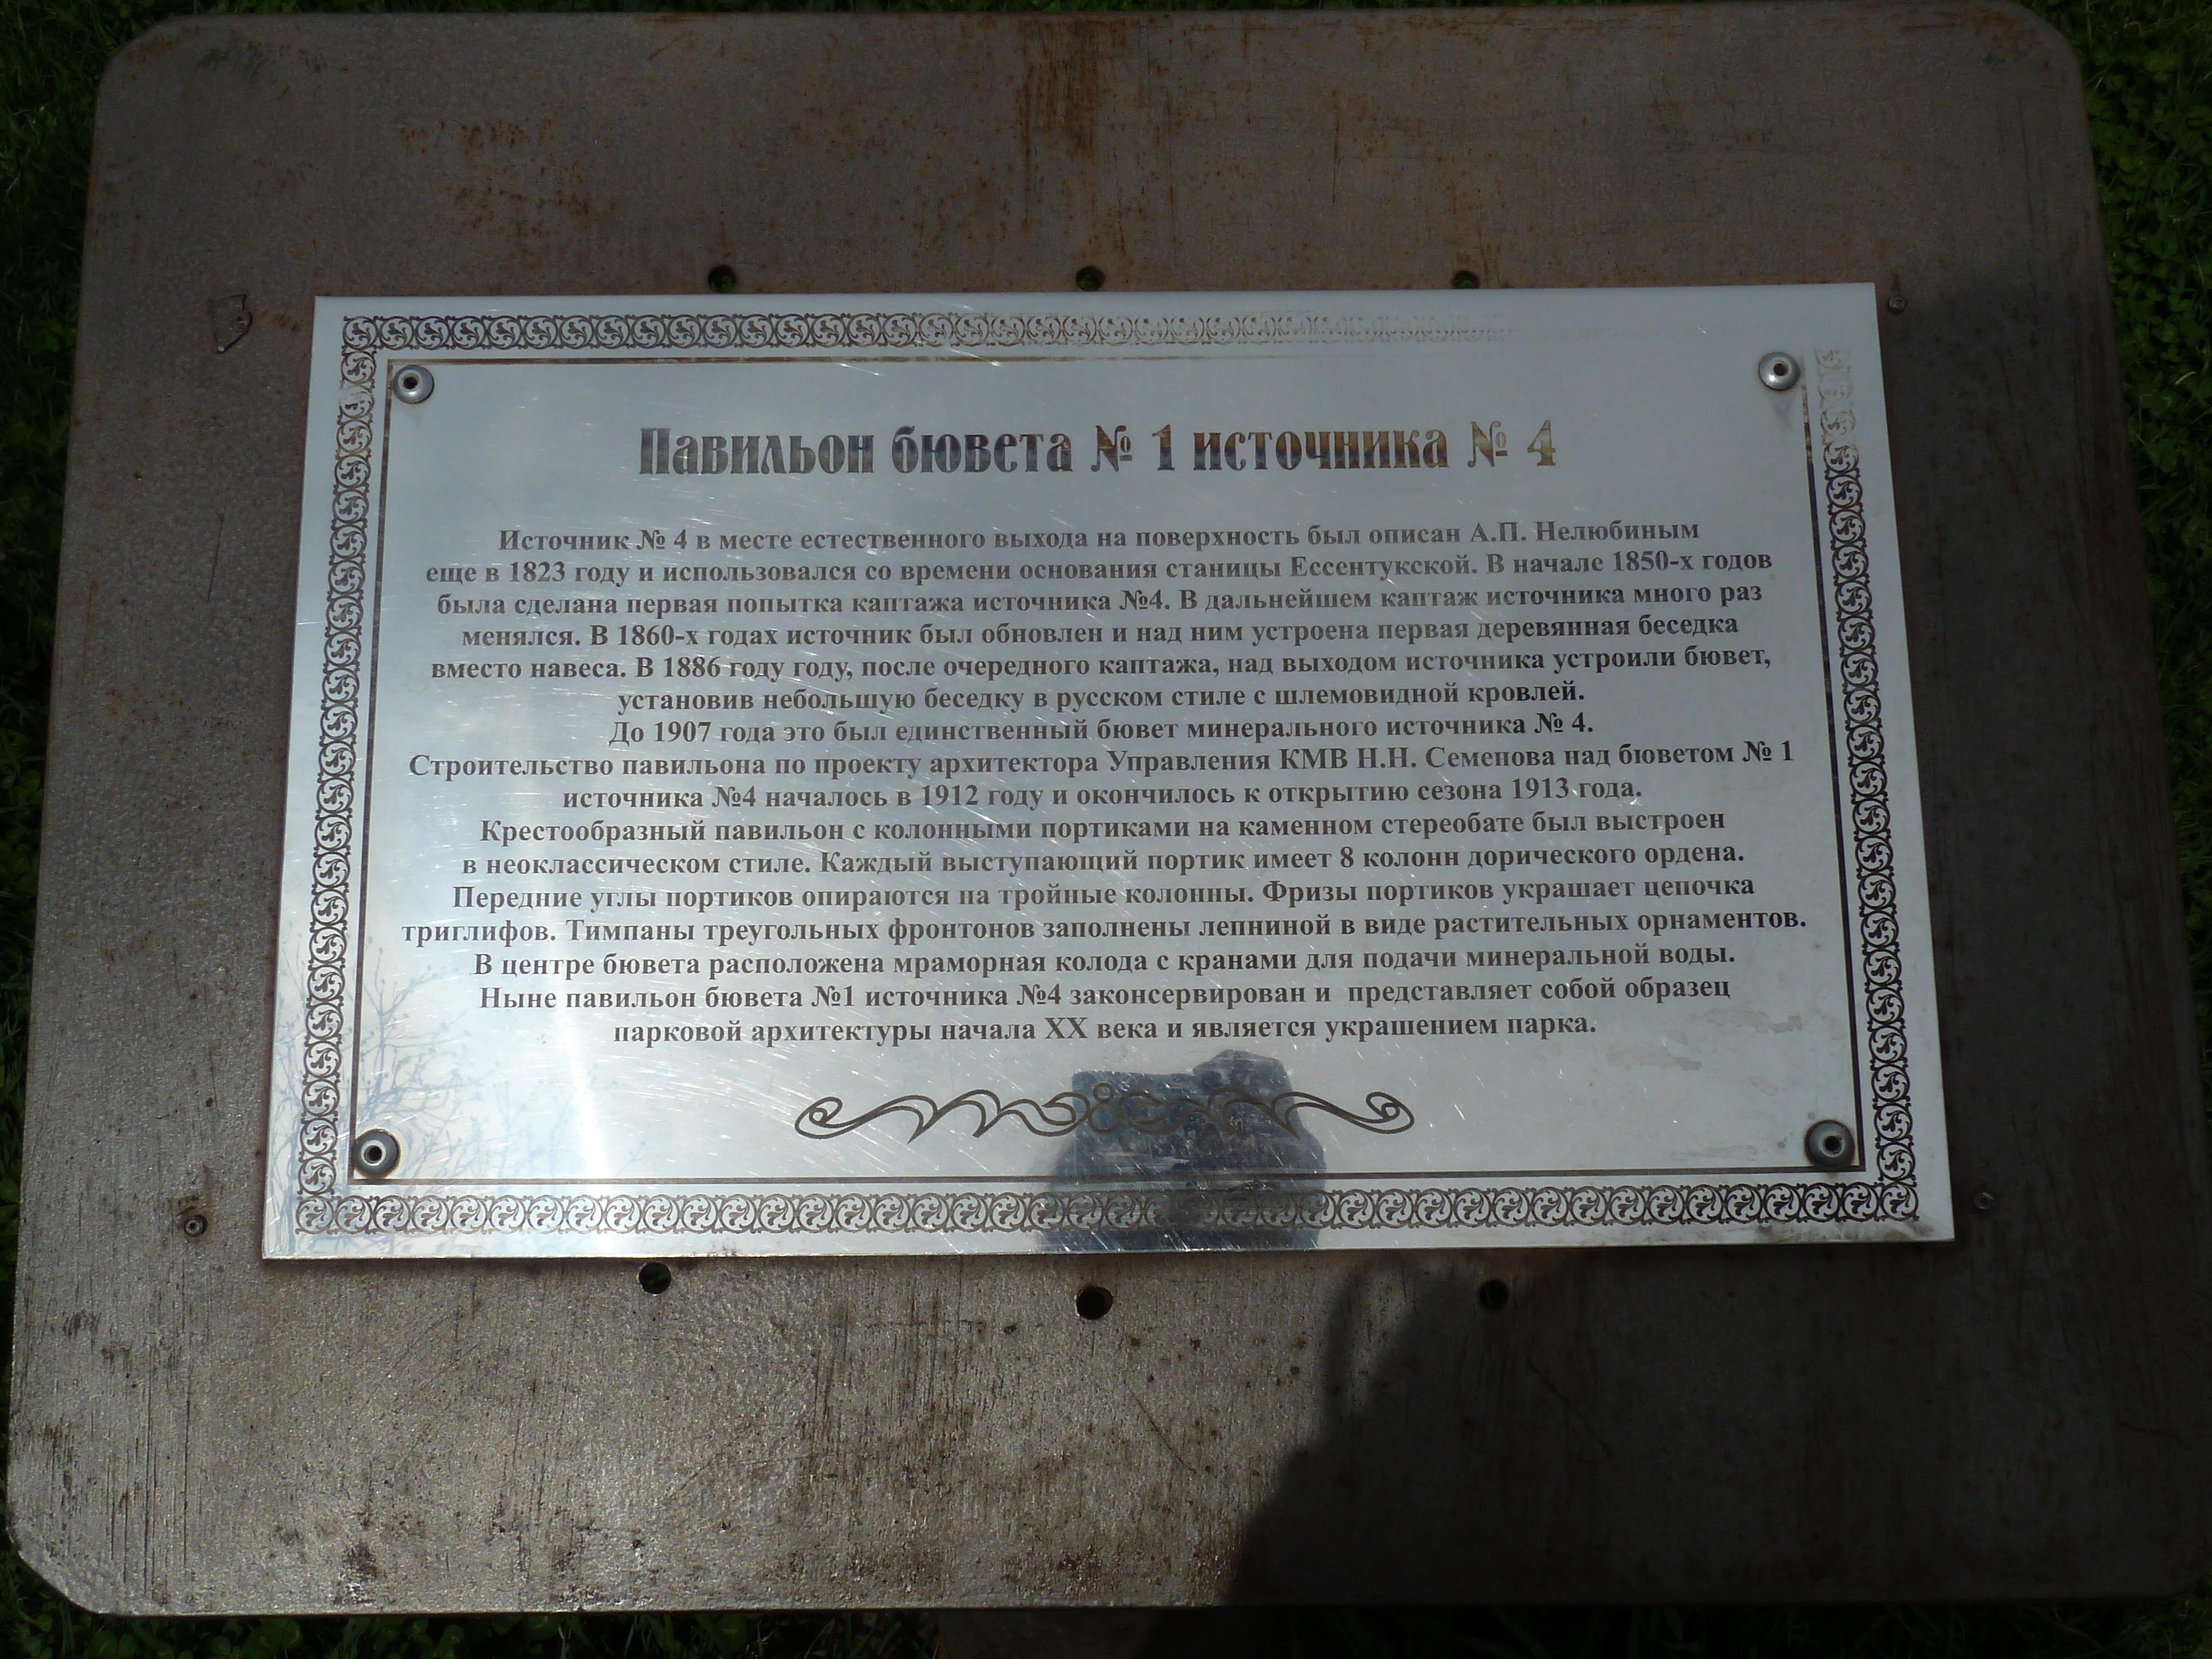 Павильон бювета № 1 источника № 4
Источник № 4 в месте естественного выхода на поверхность был описан А.П. Нелюбиным
еще в 1823 году и использовался со времени основания станицы Ессентукской. В начале 1850-х годов
была сделана первая попытка каптажа источника №4. В дальнейшем каптаж источника много раз
менялся. В 1860-х годах источник был обновлен и над ним устроена первая деревянная беседка
вместо навеса. В 1886 году году, после очередного каптажа, над выходом источника устроили бювет,
установив небольшую беседку в русском стиле с шлемовидной кровлей.
До 1907 года это был единственный бювет минерального источника № 4.
Строительство павильона по проекту архитектора Управления КМВ Н.Н. Семенова над бюветом № 1
источника №4 началось в 1912 году и окончилось к открытию сезона 1913 года.
Крестообразный павильон с колонными портиками на каменном стереобате был выстроен
в неоклассическом стиле. Каждый выступающий портик имеет 8 колонн дорического ордена.
Передние углы портиков опираются на тройные колонны. Фризы портиков украшает цепочка
триглифов. Тимпаны треугольных фронтонов заполнены лепниной в виде растительных орнаментов.
В центре бювета расположена мраморная колода с кранами для подачи минеральной воды.
Ныне павильон бювета №1 источника №4 законсервирован и представляет собой образец
парковой архитектуры начала XX века и является украшением парка.